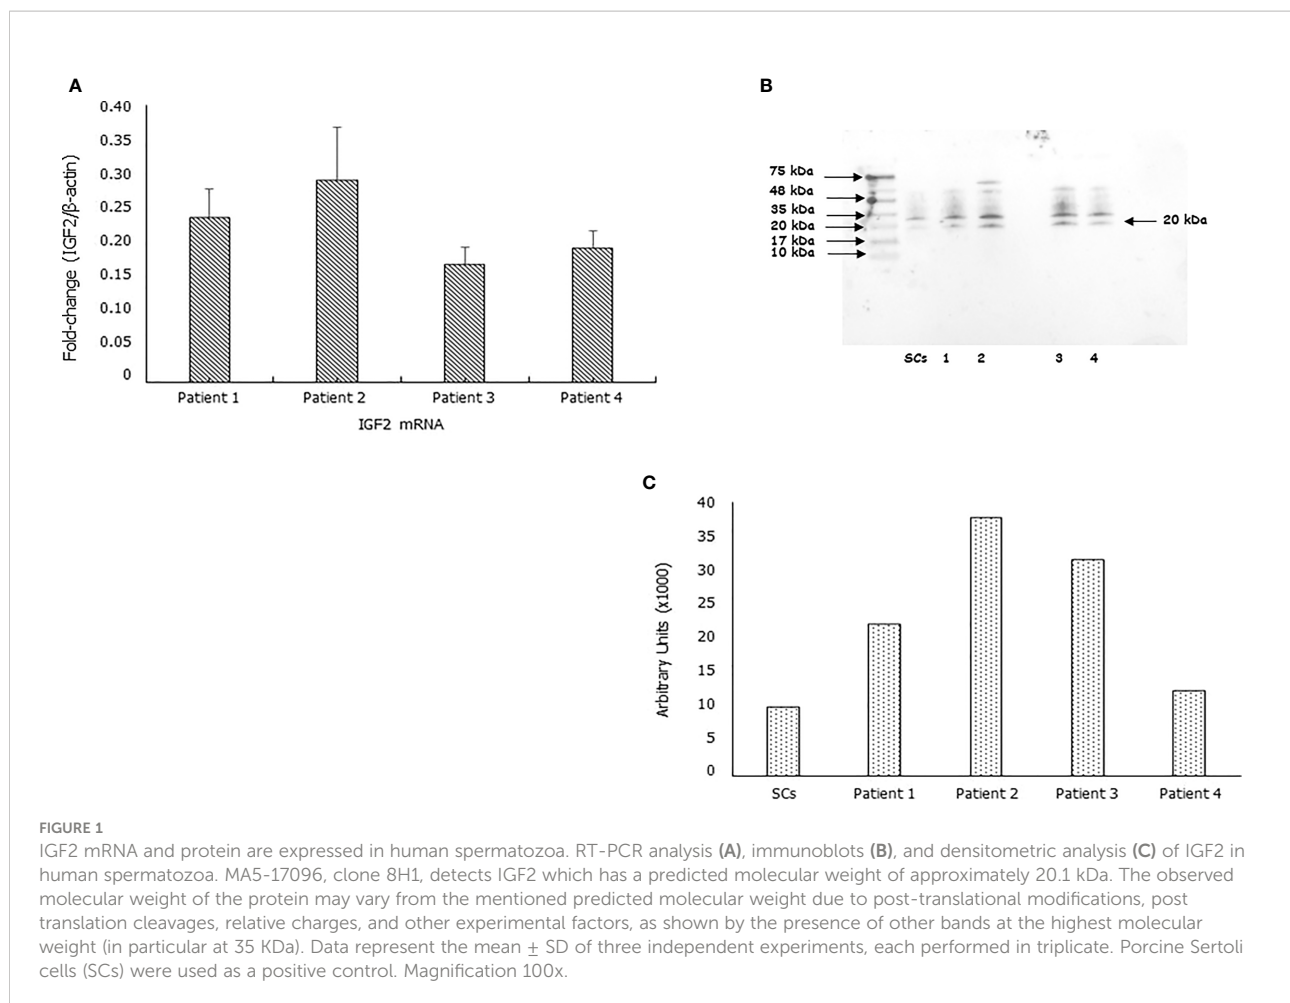 A
0.40
0.35
0.30
0.25
0.20
0.15
0.10
0.05
0
Fold-change (IGF2/β-actin)
Patient 1 Patient 2 Patient 3 Patient 4
IGF2 mRNA
B
75 kDa
48 kDa
35 kDa
20 kDa
17 kDa
10 kDa
20 kDa
SCs 1 2 3 4
C
40
35
30
25
20
15
10
5
0
Arbitrary Units (x1000)
SCs Patient 1 Patient 2 Patient 3 Patient 4
FIGURE 1
IGF2 mRNA and protein are expressed in human spermatozoa. RT-PCR analysis (A), immunoblots (B), and densitometric analysis (C) of IGF2 in
human spermatozoa. MA5-17096, clone 8H1, detects IGF2 which has a predicted molecular weight of approximately 20.1 kDa. The observed
molecular weight of the protein may vary from the mentioned predicted molecular weight due to post-translational modifications, post
translation cleavages, relative charges, and other experimental factors, as shown by the presence of other bands at the highest molecular
weight (in particular at 35 KDa). Data represent the mean ± SD of three independent experiments, each performed in triplicate. Porcine Sertoli
cells (SCs) were used as a positive control. Magnification 100x.